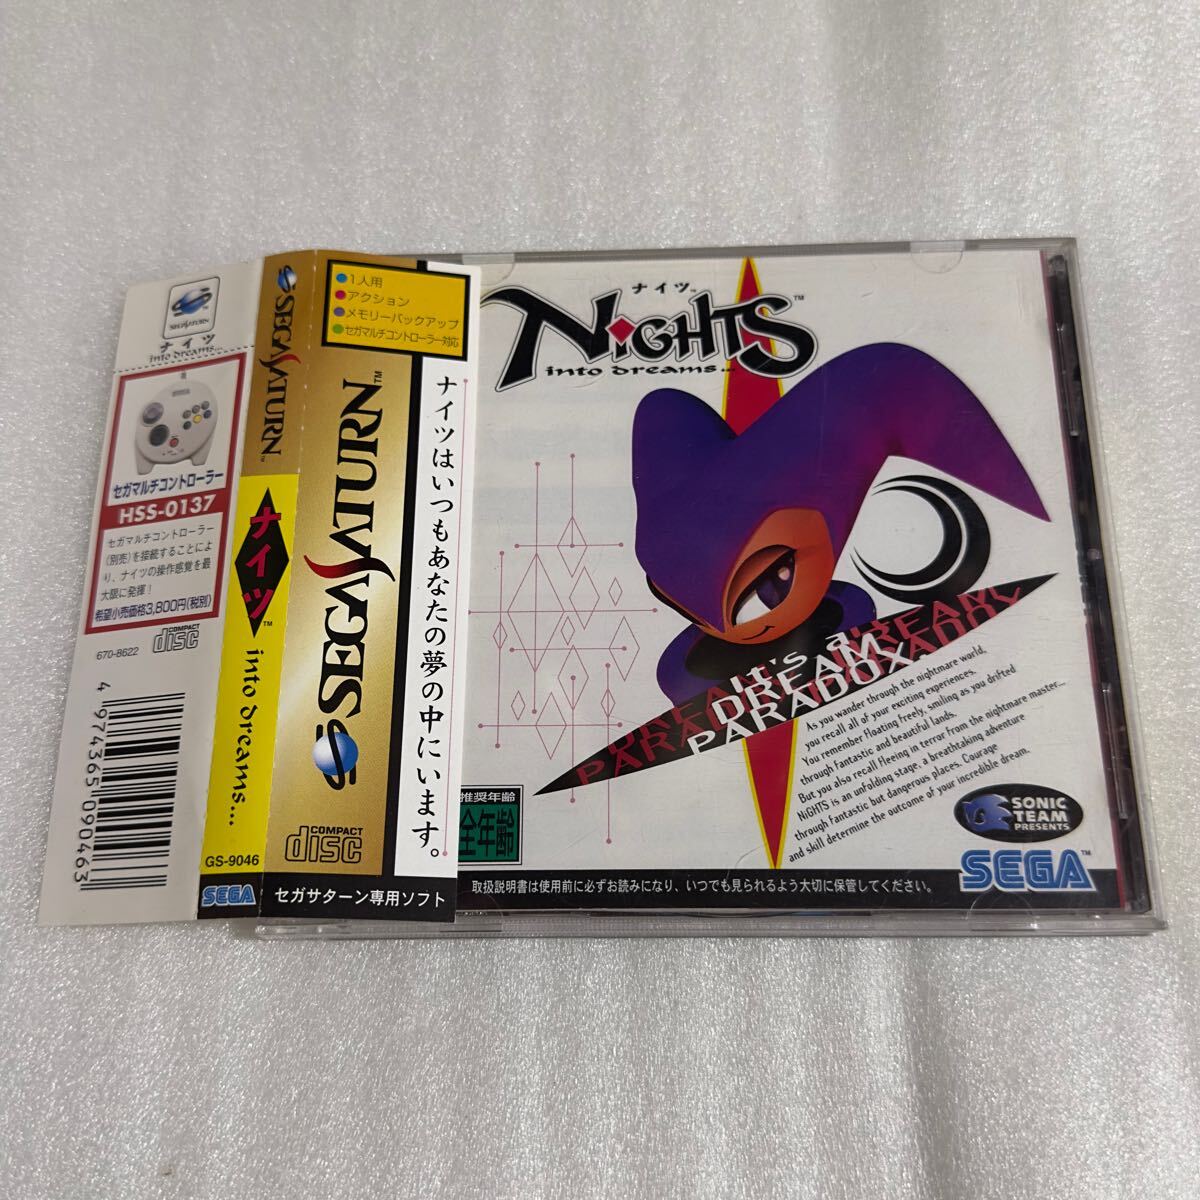 SEGA SATURN
ナイツ
into dreams...
SEGA
セガマルチコントローラー
HSS-0137
セガマルチコントローラー
(別売)を接続することによ
り、ナイツの操作感覚を最
大限に発揮!
希望小売価格3,800円(税別)
COMPACT
disc
670-8622
4 974365 090463
SEGA SATURN™
ナイツ™
into dreams...
GS-9046
SEGA
●1人用
●アクション
●メモリーバックアップ
●セガマルチコントローラー対応
SEGA SATURN™
COMPACT
disc
セガサターン専用ソフト
ナイツはいつもあなたの夢の中にいます。
ナイツ™
NiGHTS™
into dreams...
It's a
DREAM
PARADOX.
As you wander through the nightmare world,
you recall all of your exciting experiences.
You remember floating freely, smiling as you drifted
through fantastic and beautiful lands.
But you also recall fleeing in terror from the nightmare master...
NiGHTS is an unfolding stage, a breathtaking adventure
through fantastic but dangerous places. Courage
and skill determine the outcome of your incredible dream.
推奨年齢
全年齢
SONIC
TEAM
PRESENTS
SEGA™
取扱説明書は使用前に必ずお読みになり、いつでも見られるよう大切に保管してください。